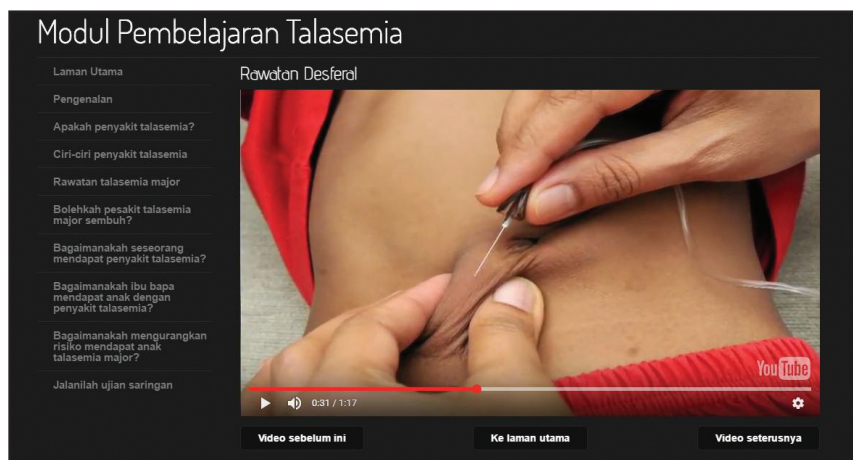 Modul Pembelajaran Talasemia
Laman Utama
Pengenalan
Apakah penyakit talasemia?
Ciri-ciri penyakit talasemia
Rawatan talasemia major
Bolehkah pesakit talasemia
major sembuh?
Bagaimanakah seseorang
mendapat penyakit talasemia?
Bagaimanakah ibu bapa
mendapat anak dengan
penyakit talasemia?
Bagaimanakah mengurangkan
risiko mendapat anak
talasemia major?
Jalanilah ujian saringan
Rawatan Desferal
YouTube
0:31 / 1:17
Video sebelum ini
Ke laman utama
Video seterusnya